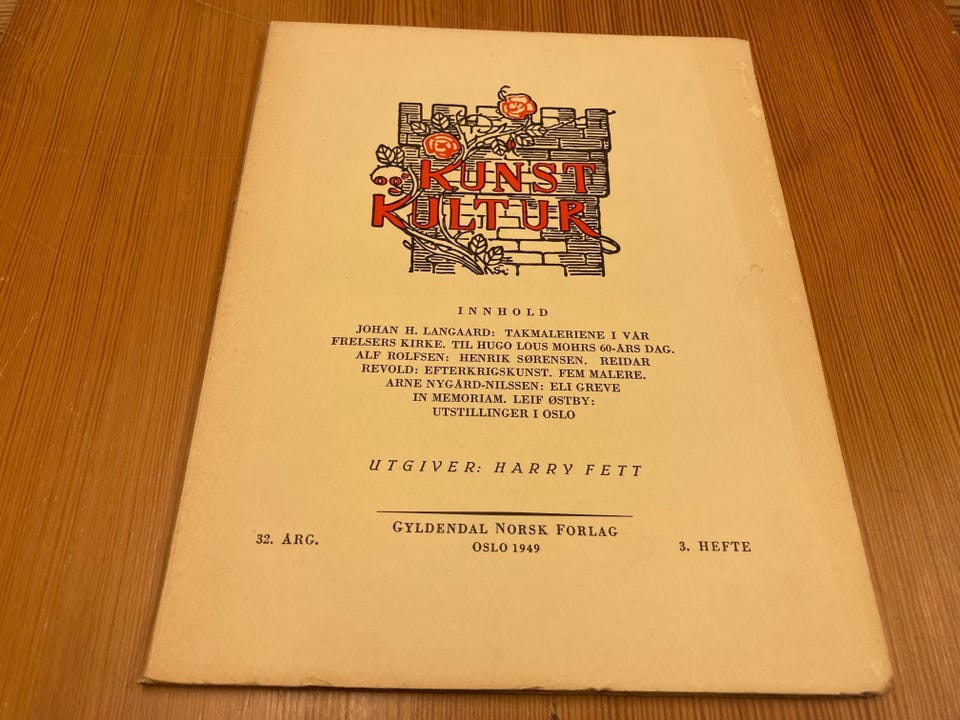 KUNST
OG
KULTUR
INNHOLD
JOHAN H. LANGAARD: TAKMALERIENE I VÅR
FRELSERS KIRKE. TIL HUGO LOUS MOHRS 60-ÅRS DAG.
ALF ROLFSEN: HENRIK SØRENSEN. REIDAR
REVOLD: EFTERKRIGSKUNST. FEM MALERE.
ARNE NYGÅRD-NILSSEN: ELI GREVE
IN MEMORIAM. LEIF ØSTBY:
UTSTILLINGER I OSLO
UTGIVER: HARRY FETT
GYLDENDAL NORSK FORLAG
32. ÅRG.
OSLO 1949
3. HEFTE